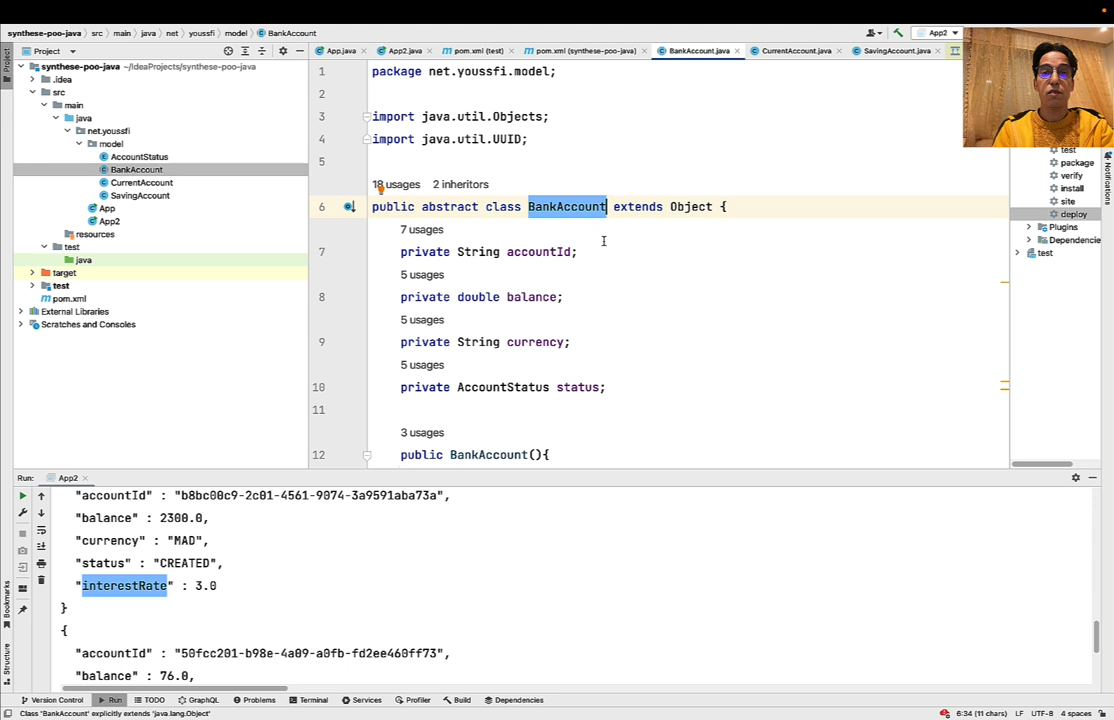 synthese-poo-java > src > main > java > net > youssfi > model > BankAccount
App2
Project
App.java
App2.java
pom.xml (test)
pom.xml (synthese-poo-java)
BankAccount.java
CurrentAccount.java
SavingAccount.java
Project
synthese-poo-java ~/IdeaProjects/synthese-poo-java
.idea
src
main
java
net.youssfi
model
AccountStatus
BankAccount
CurrentAccount
SavingAccount
App
App2
resources
test
java
target
test
pom.xml
External Libraries
Scratches and Consoles
1 package net.youssfi.model;
2
3 import java.util.Objects;
4 import java.util.UUID;
5
18 usages 2 inheritors
6 public abstract class BankAccount extends Object {
7 usages
7 private String accountId;
5 usages
8 private double balance;
5 usages
9 private String currency;
5 usages
10 private AccountStatus status;
11
3 usages
12 public BankAccount(){
test
package
verify
install
site
deploy
Plugins
Dependencie
test
Notifications
Run: App2
"accountId" : "b8bc00c9-2c01-4561-9074-3a9591aba73a",
"balance" : 2300.0,
"currency" : "MAD",
"status" : "CREATED",
"interestRate" : 3.0
}
{
"accountId" : "50fcc201-b98e-4a09-a0fb-fd2ee460ff73",
"balance" : 76.0,
Bookmarks
Structure
Version Control
Run
TODO
GraphQL
Problems
Terminal
Services
Profiler
Build
Dependencies
Class 'BankAccount' explicitly extends 'java.lang.Object'
6:34 (11 chars) LF UTF-8 4 spaces